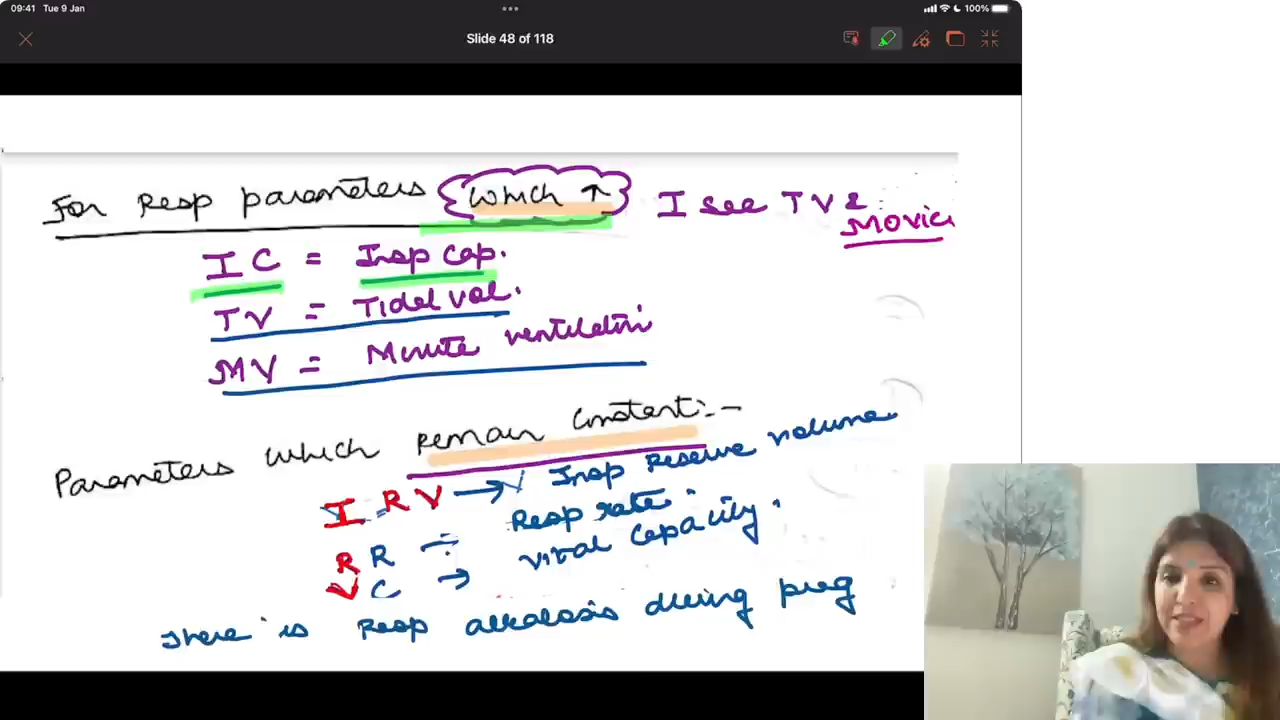 09:41 Tue 9 Jan
100%
Slide 48 of 118
For Resp parameters which ↑
I see TV &
Movies
IC = Insp Cap.
TV = Tidal vol.
MV = Minute ventilation
Parameters which remain constant:-
IRV → Insp Reserve volume
RR = Resp rate.
VC → Vital Capacity.
There is Resp alkalosis during preg